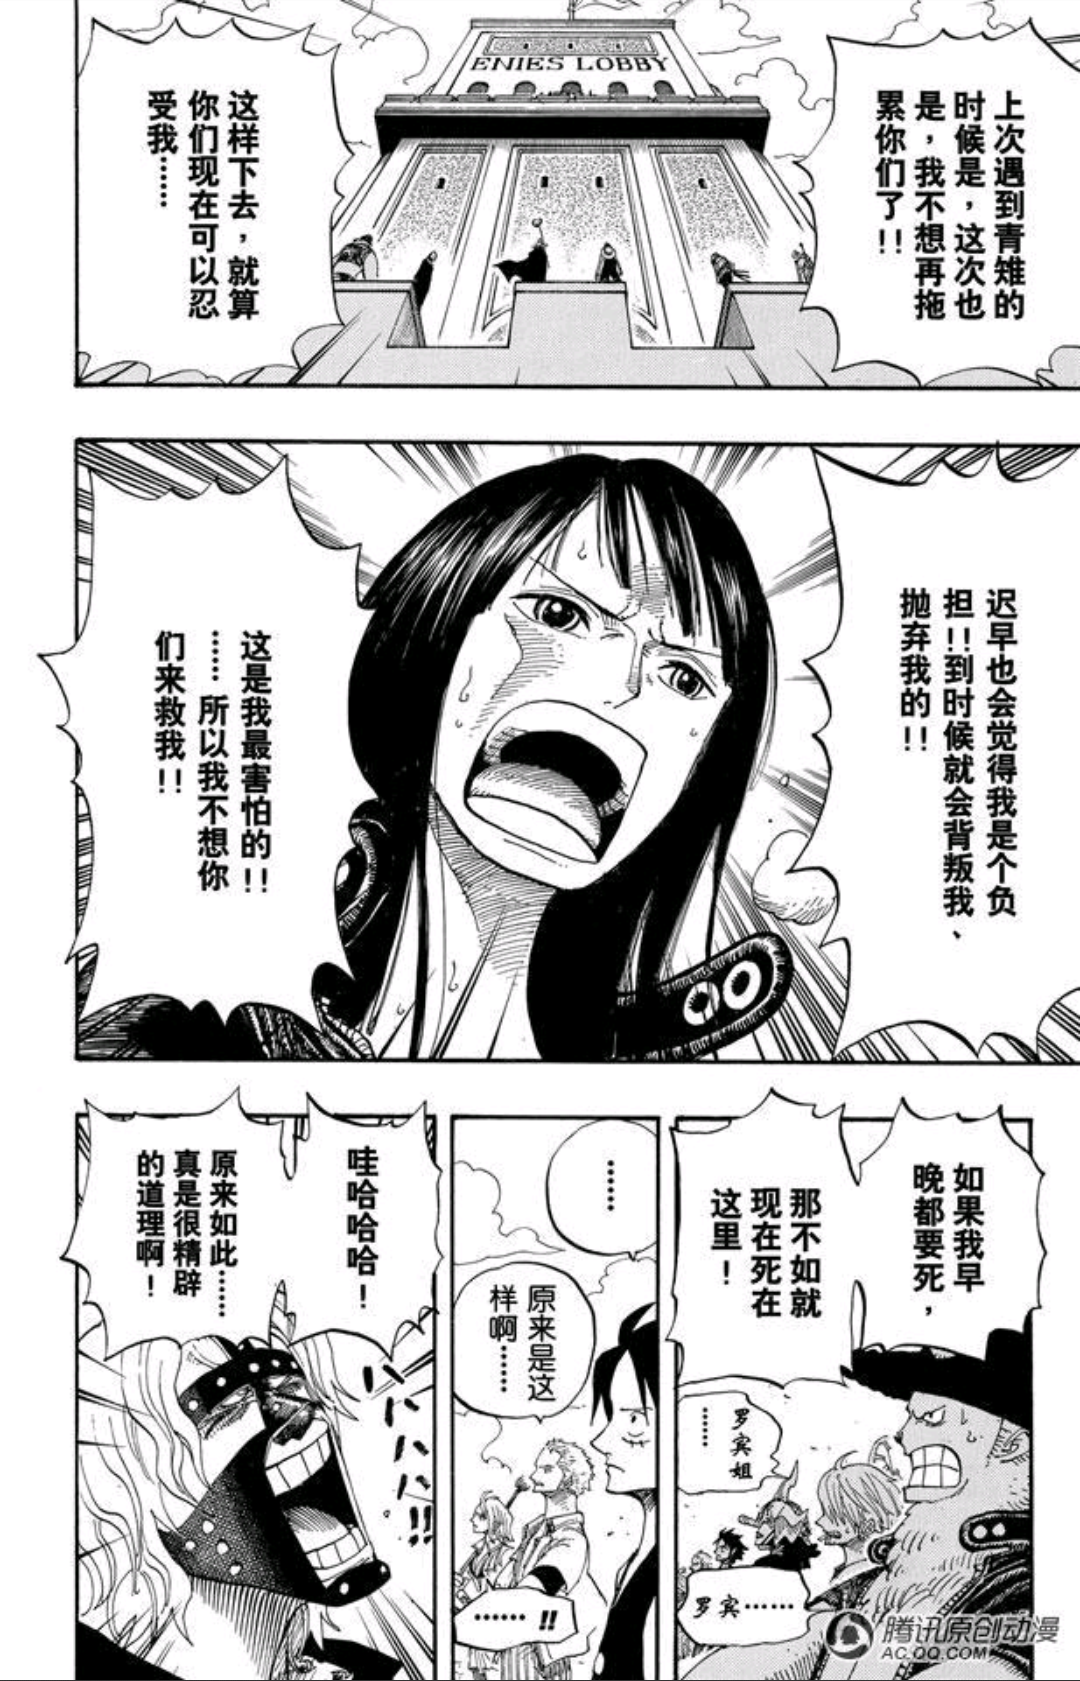 ENIES LOBBY
上次遇到青雉的
时候是，这次也
是，我不想再拖
累你们了!!
这样下去，就算
你们现在可以忍
受我……
迟早也会觉得我是个负
担!!到时候就会背叛我、
抛弃我的!!
这是我最害怕的!!
……所以我不想你
们来救我!!
如果我早
晚都要死，
那不如就
现在死在
这里！
罗宾姐
……
罗宾……
……
原来是这
样啊……
……!!
哇哈哈哈！
原来如此……
真是很精辟
的道理啊！
ハハハハ!!
腾讯原创动漫
AC.QQ.COM